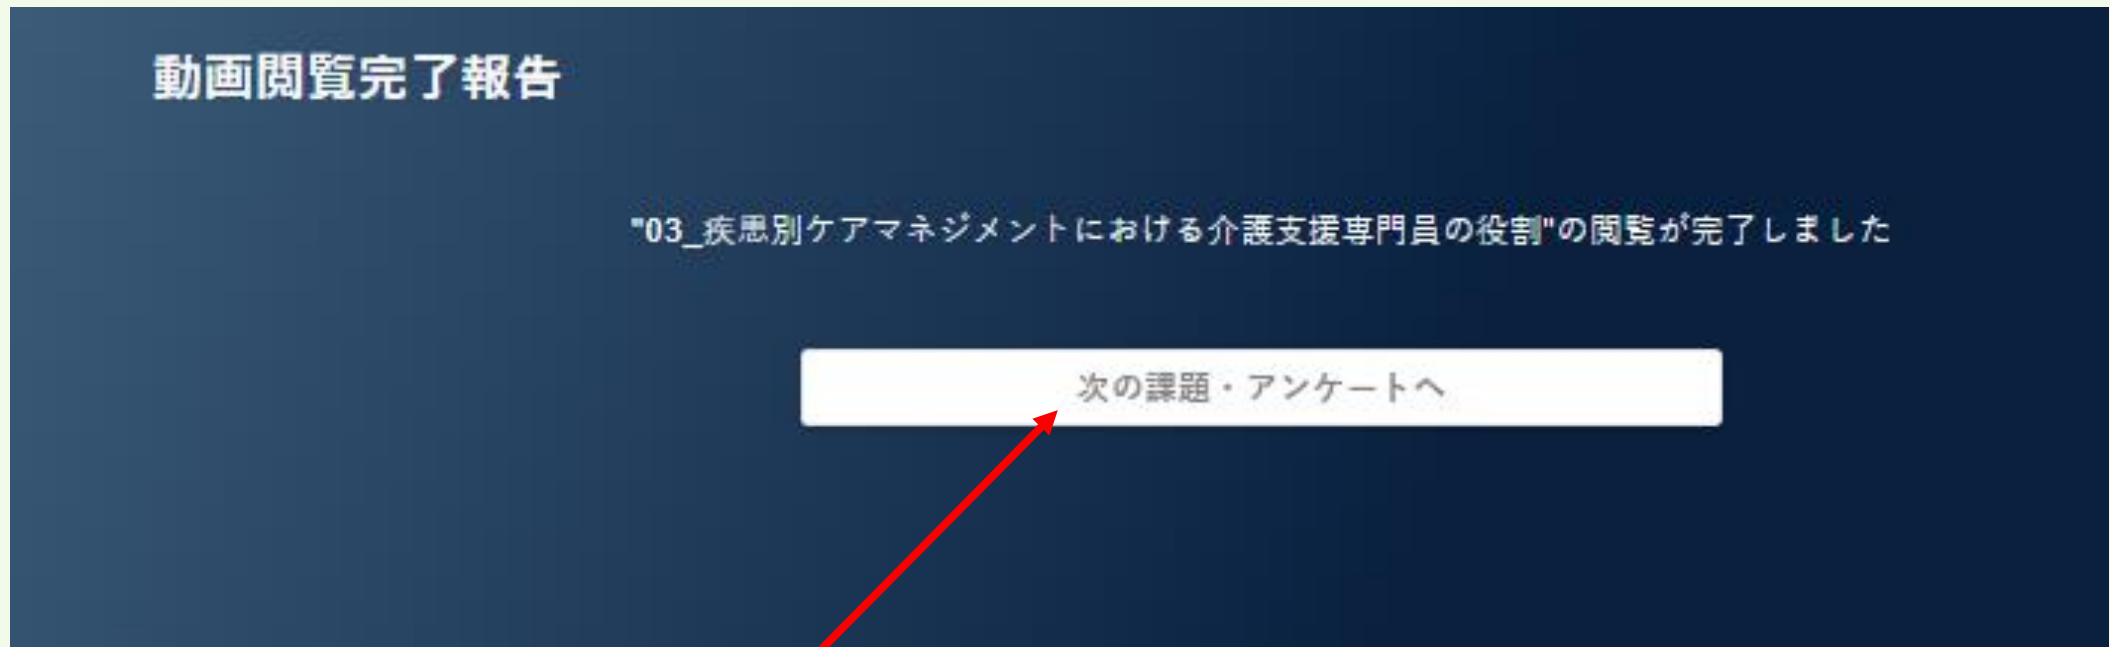 動画閲覧完了報告
"03_疾患別ケアマネジメントにおける介護支援専門員の役割"の閲覧が完了しました
次の課題・アンケートへ